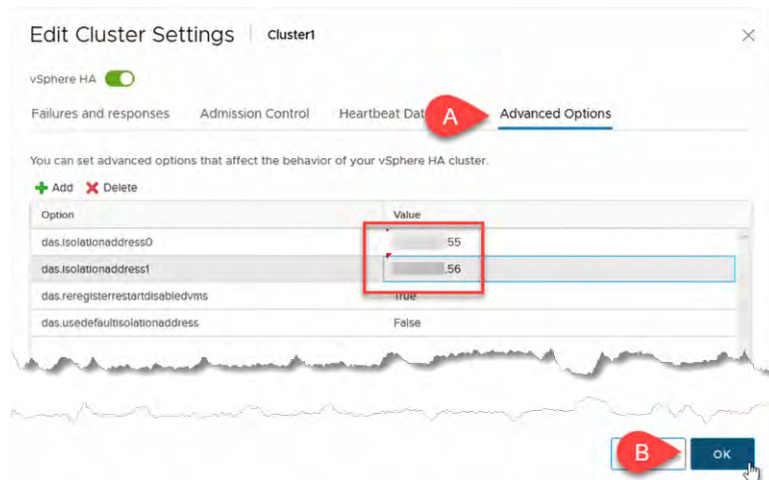 Edit Cluster Settings | Cluster1
vSphere HA
Failures and responses Admission Control Heartbeat Advanced Options
A
You can set advanced options that affect the behavior of your vSphere HA cluster.
Add Delete
Option Value
das.isolationaddress0 55
das.isolationaddress1 .56
das.reregisterrestartdisabledvms True
das.usedefaultisolationaddress False
B OK